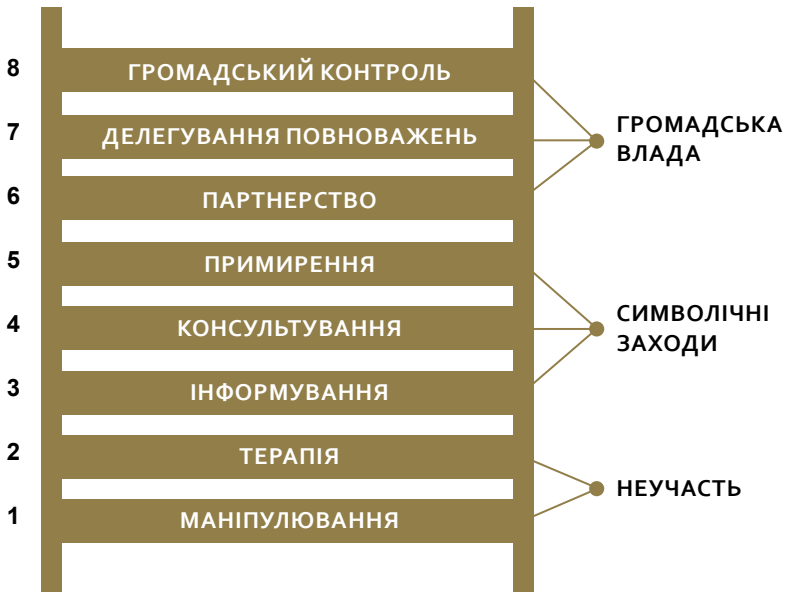 8 ГРОМАДСЬКИЙ КОНТРОЛЬ
7 ДЕЛЕГУВАННЯ ПОВНОВАЖЕНЬ
6 ПАРТНЕРСТВО
ГРОМАДСЬКА
ВЛАДА
5 ПРИМИРЕННЯ
4 КОНСУЛЬТУВАННЯ
3 ІНФОРМУВАННЯ
СИМВОЛІЧНІ
ЗАХОДИ
2 ТЕРАПІЯ
1 МАНІПУЛЮВАННЯ
НЕУЧАСТЬ